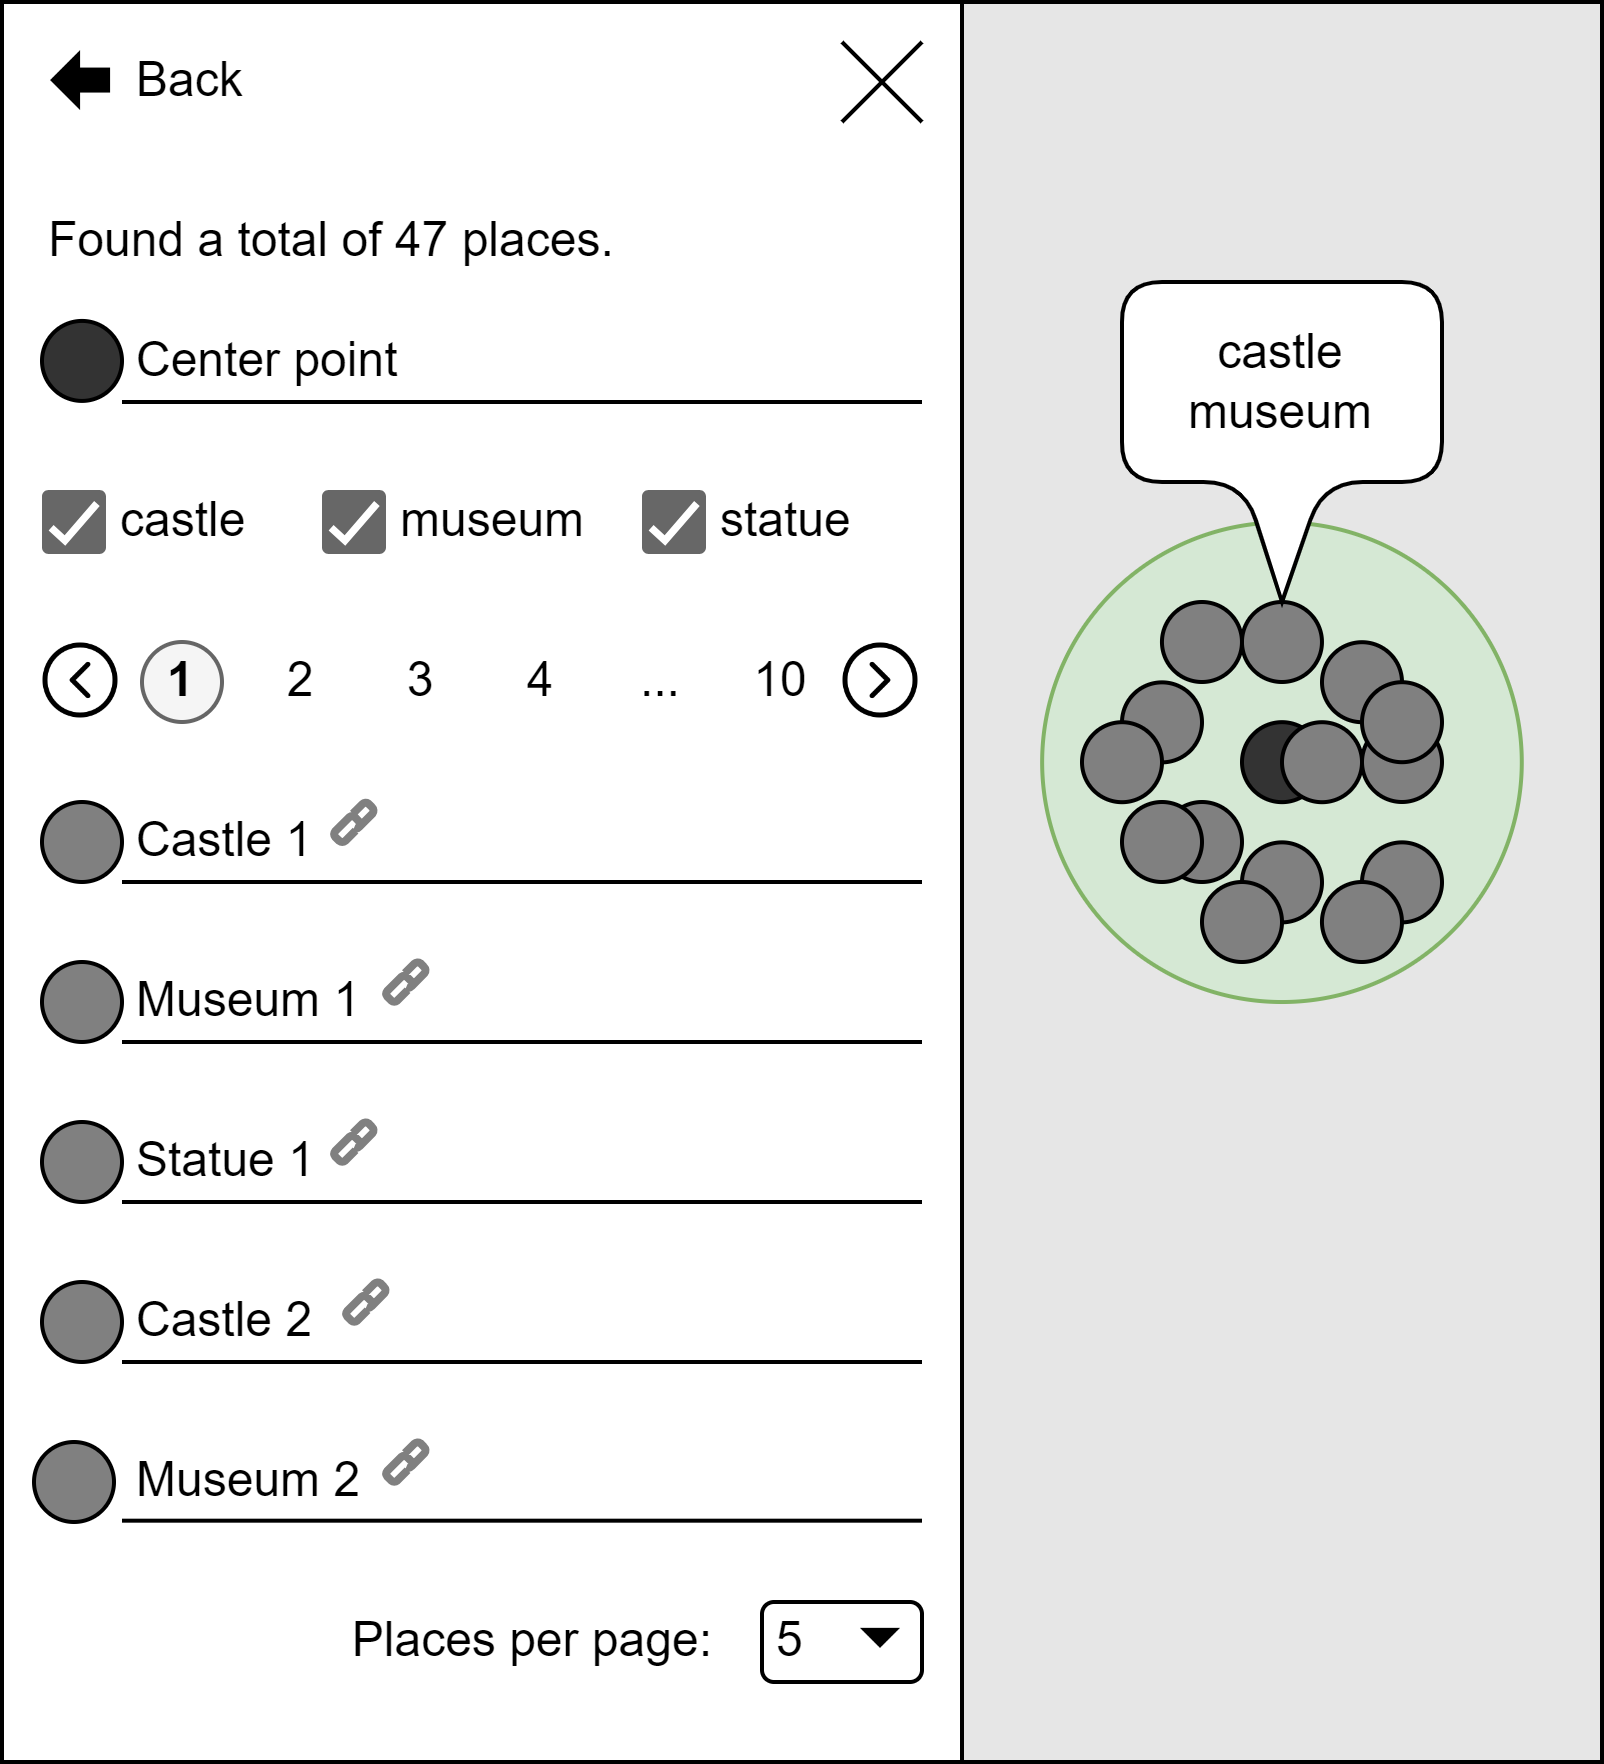 Back
Found a total of 47 places.
Center point
castle museum statue
1 2 3 4 ... 10
Castle 1
Museum 1
Statue 1
Castle 2
Museum 2
Places per page: 5
castle
museum